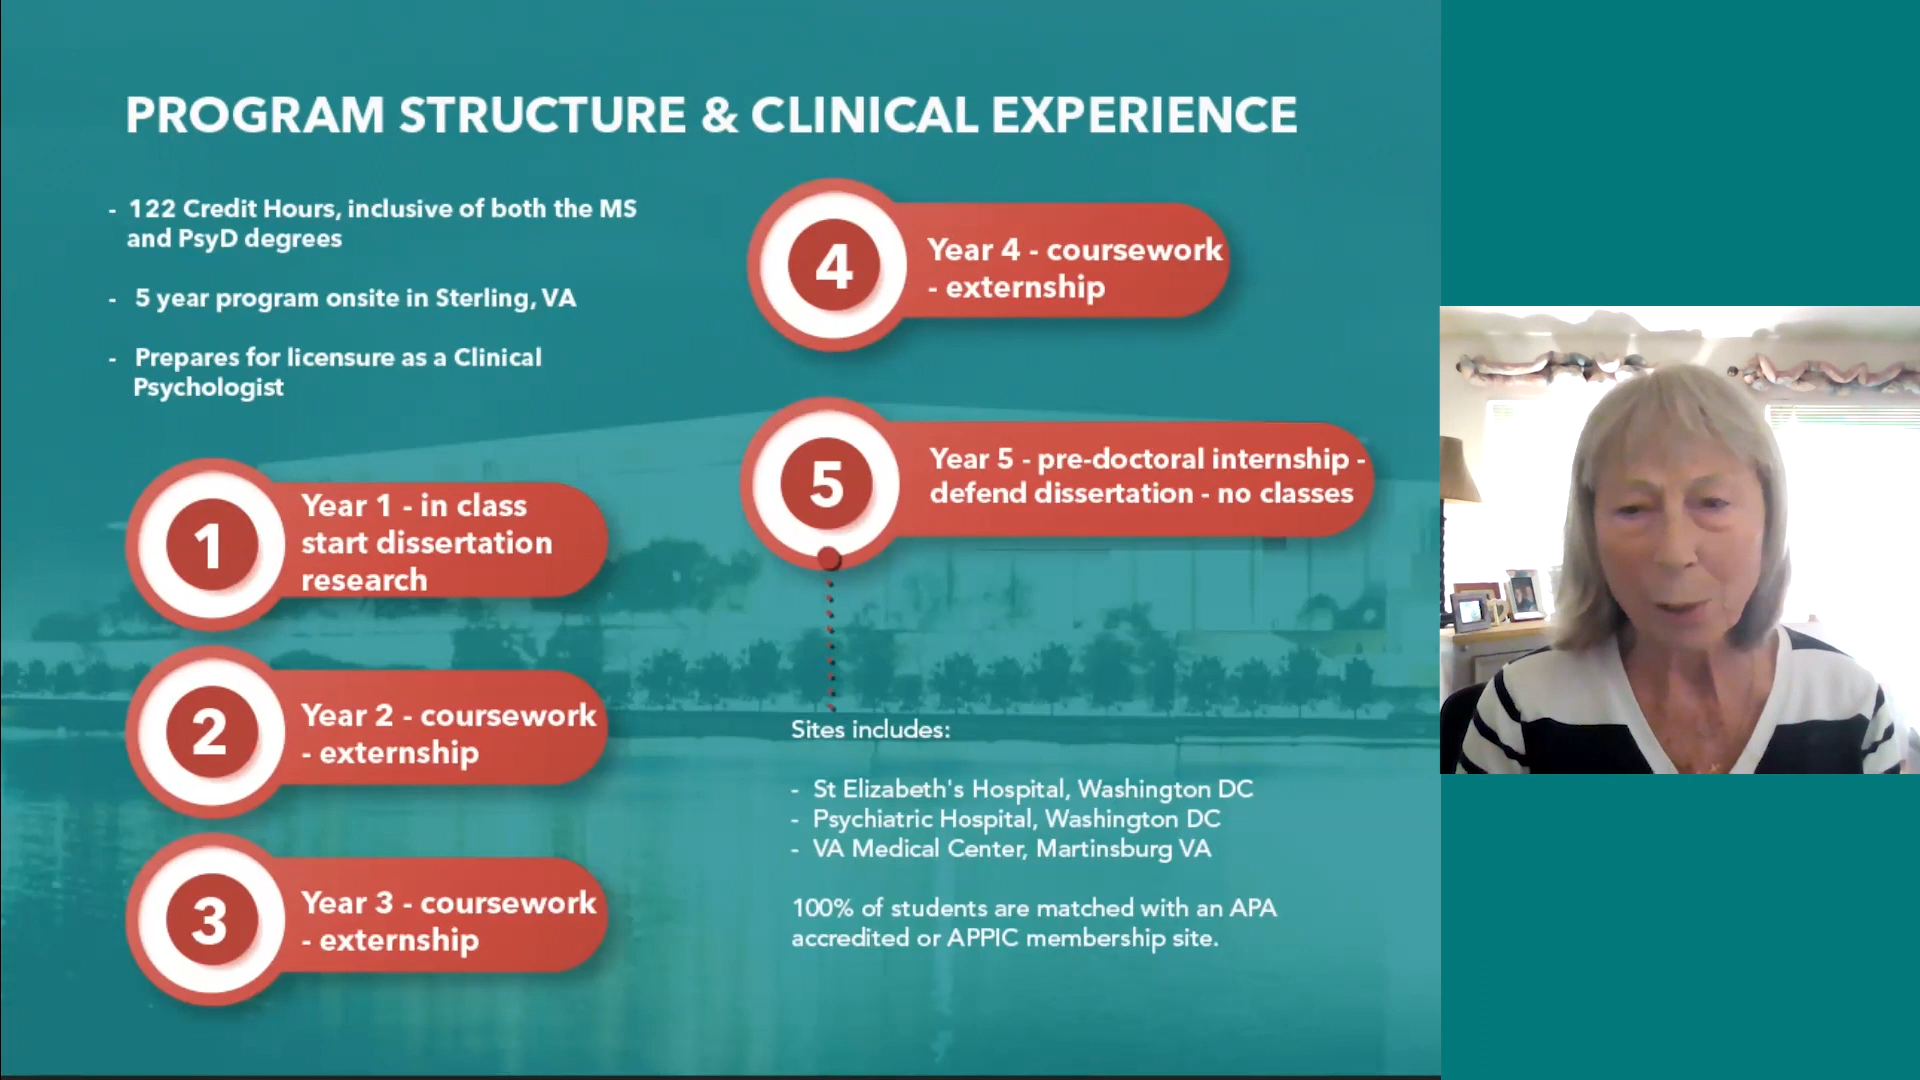 PROGRAM STRUCTURE & CLINICAL EXPERIENCE
- 122 Credit Hours, inclusive of both the MS
and PsyD degrees
- 5 year program onsite in Sterling, VA
- Prepares for licensure as a Clinical
Psychologist
1
Year 1 - in class
start dissertation
research
2
Year 2 - coursework
- externship
3
Year 3 - coursework
- externship
4
Year 4 - coursework
- externship
5
Year 5 - pre-doctoral internship -
defend dissertation - no classes
Sites includes:
- St Elizabeth's Hospital, Washington DC
- Psychiatric Hospital, Washington DC
- VA Medical Center, Martinsburg VA
100% of students are matched with an APA
accredited or APPIC membership site.